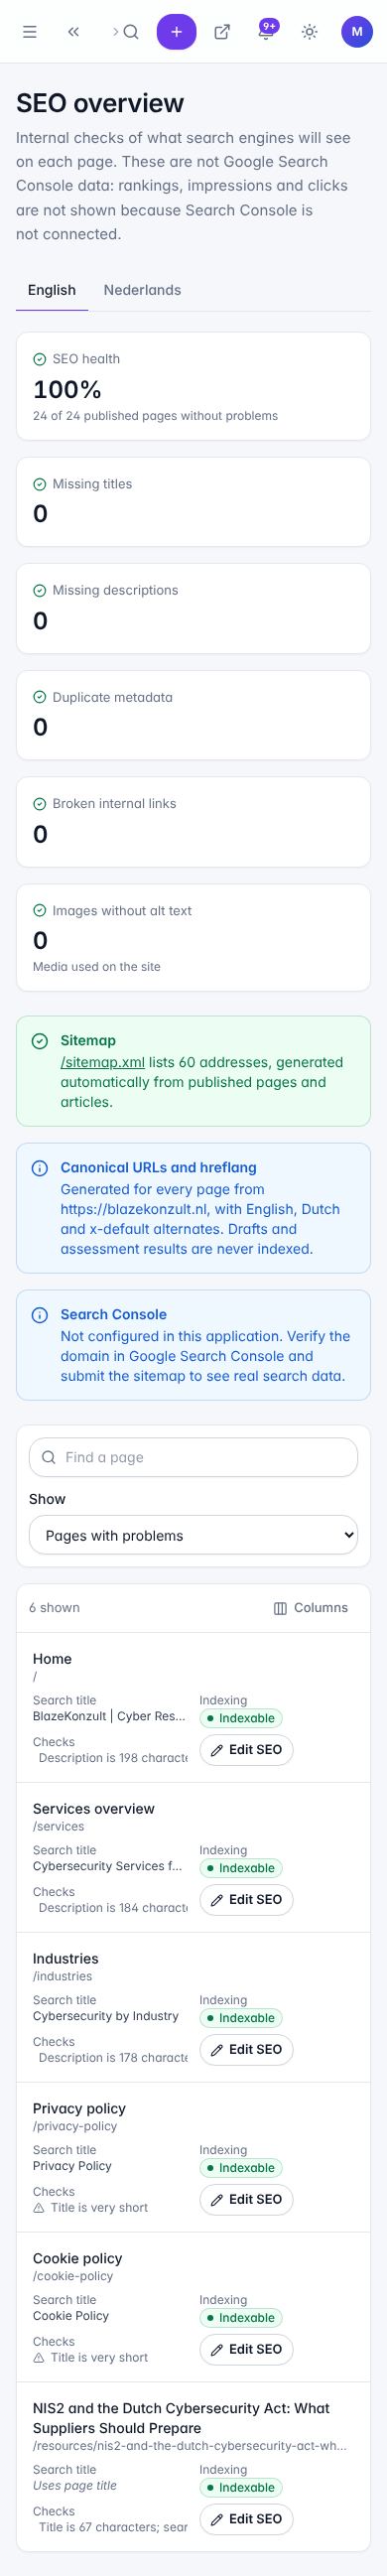 9+
M
SEO overview
Internal checks of what search engines will see
on each page. These are not Google Search
Console data: rankings, impressions and clicks
are not shown because Search Console is
not connected.
English Nederlands
SEO health
100%
24 of 24 published pages without problems
Missing titles
0
Missing descriptions
0
Duplicate metadata
0
Broken internal links
0
Images without alt text
0
Media used on the site
Sitemap
/sitemap.xml lists 60 addresses, generated
automatically from published pages and
articles.
Canonical URLs and hreflang
Generated for every page from
https://blazekonzult.nl, with English, Dutch
and x-default alternates. Drafts and
assessment results are never indexed.
Search Console
Not configured in this application. Verify the
domain in Google Search Console and
submit the sitemap to see real search data.
Find a page
Show
Pages with problems
6 shown Columns
Home
/
Search title Indexing
BlazeKonzult | Cyber Res... Indexable
Checks Edit SEO
Description is 198 characte
Services overview
/services
Search title Indexing
Cybersecurity Services f... Indexable
Checks Edit SEO
Description is 184 characte
Industries
/industries
Search title Indexing
Cybersecurity by Industry Indexable
Checks Edit SEO
Description is 178 characte
Privacy policy
/privacy-policy
Search title Indexing
Privacy Policy Indexable
Checks Edit SEO
Title is very short
Cookie policy
/cookie-policy
Search title Indexing
Cookie Policy Indexable
Checks Edit SEO
Title is very short
NIS2 and the Dutch Cybersecurity Act: What
Suppliers Should Prepare
/resources/nis2-and-the-dutch-cybersecurity-act-wh...
Search title Indexing
Uses page title Indexable
Checks Edit SEO
Title is 67 characters; sear